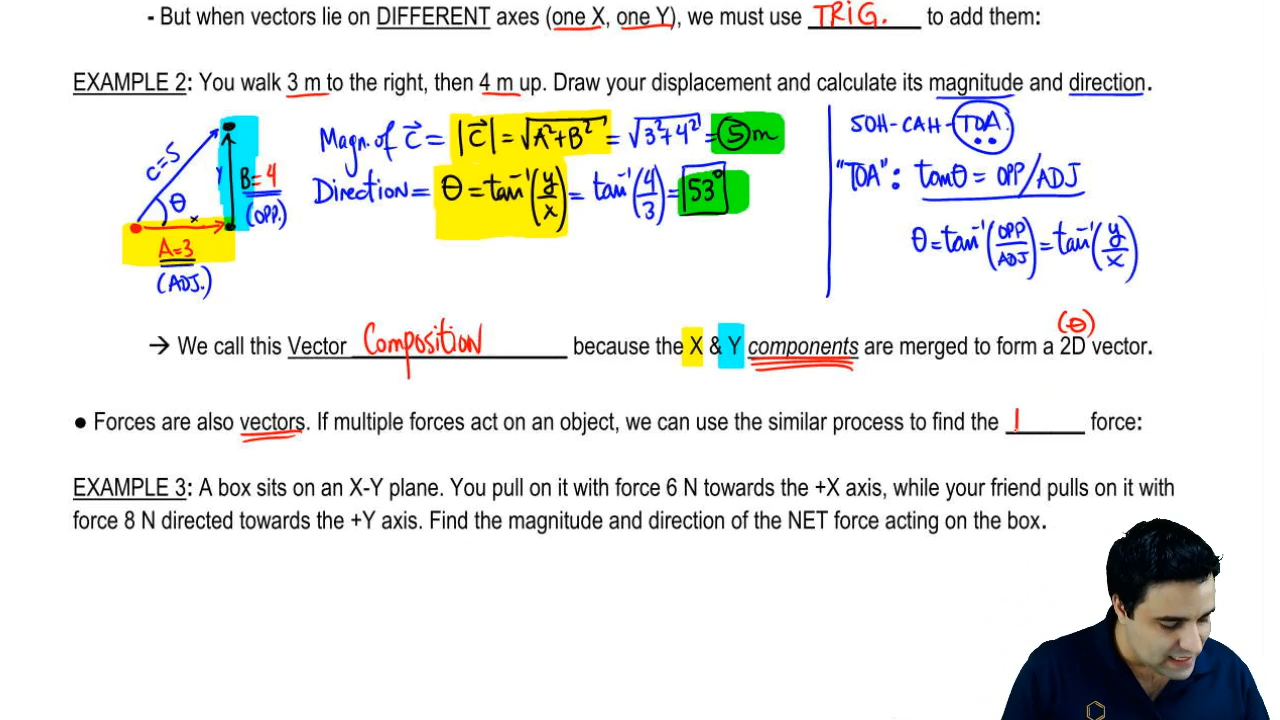 - But when vectors lie on DIFFERENT axes (one X, one Y), we must use TRIG. to add them:
EXAMPLE 2: You walk 3 m to the right, then 4 m up. Draw your displacement and calculate its magnitude and direction.
C=5
Y
B=4
(OPP.)
θ
x
A=3
(ADJ.)
Magn. of C⃗ = |C⃗| = √(A²+B²) = √(3²+4²) = 5 m
Direction = θ = tan⁻¹(y/x) = tan⁻¹(4/3) = 53°
SOH-CAH-TOA
"TOA": tanθ = OPP/ADJ
θ = tan⁻¹(OPP/ADJ) = tan⁻¹(y/x)
(θ)
→ We call this Vector Composition because the X & Y components are merged to form a 2D vector.
● Forces are also vectors. If multiple forces act on an object, we can use the similar process to find the ______ force:
EXAMPLE 3: A box sits on an X-Y plane. You pull on it with force 6 N towards the +X axis, while your friend pulls on it with
force 8 N directed towards the +Y axis. Find the magnitude and direction of the NET force acting on the box.